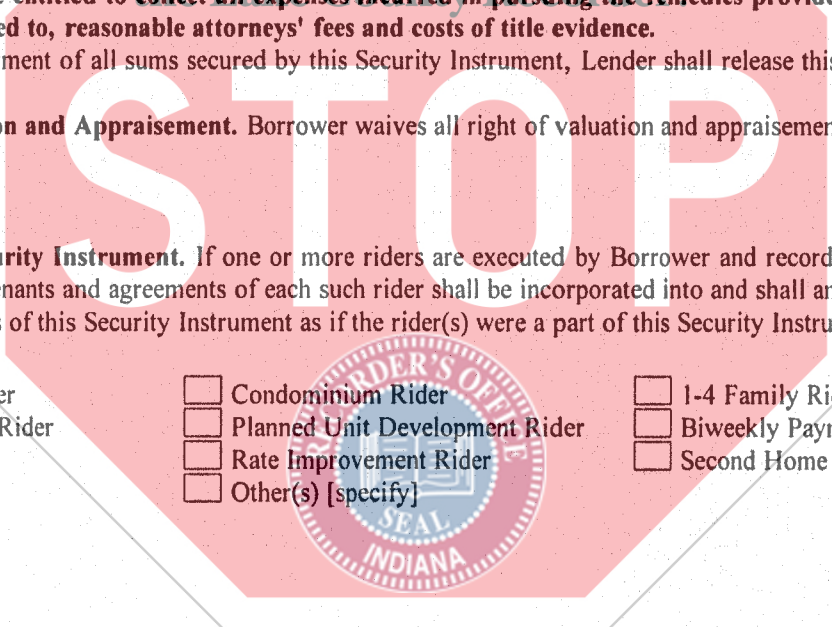 entitled to collect all expenses incurred in pursuing the remedies
ed to, reasonable attorneys' fees and costs of title evidence.
ment of all sums secured by this Security Instrument, Lender shall release this
STOP
on and Appraisement. Borrower waives all right of valuation and appraisemen
urity Instrument. If one or more riders are executed by Borrower and record
enants and agreements of each such rider shall be incorporated into and shall a
s of this Security Instrument as if the rider(s) were a part of this Security Instru
er
Condominium Rider
1-4 Family Ri
Rider
Planned Unit Development Rider
Biweekly Payn
Rate Improvement Rider
Second Home
Other(s) [specify]
RECORDER'S OFFICE
SEAL
INDIANA